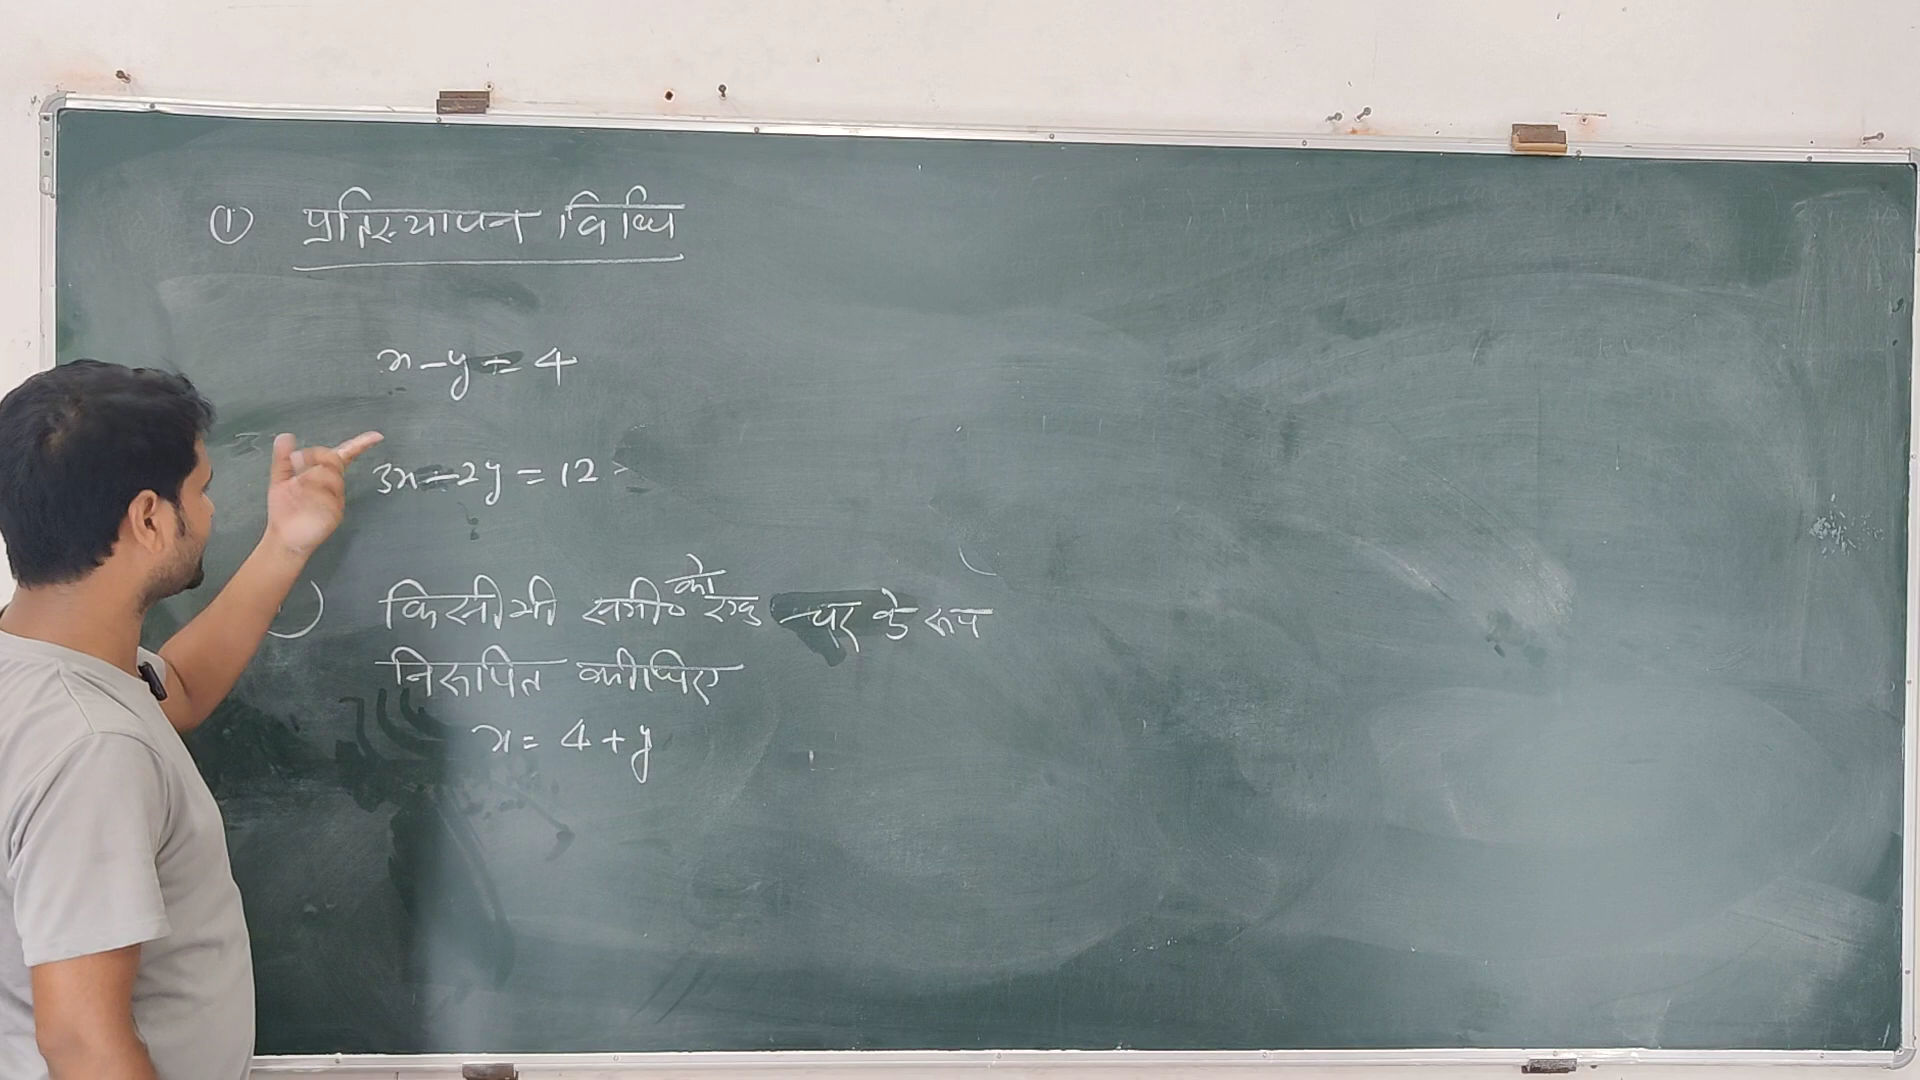 ① प्रतिस्थापन विधि
x-y = 4
3x-2y = 12
किसी भी समी० को एक चर के रूप
निरूपित कीजिए
x = 4+y